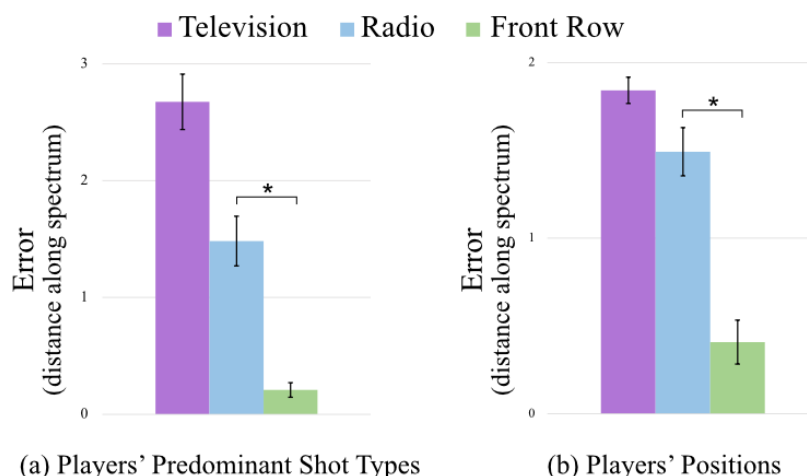 Television Radio Front Row
3
2
1
0
Error
(distance along spectrum)
*
(a) Players' Predominant Shot Types
2
1
0
Error
(distance along spectrum)
*
(b) Players' Positions